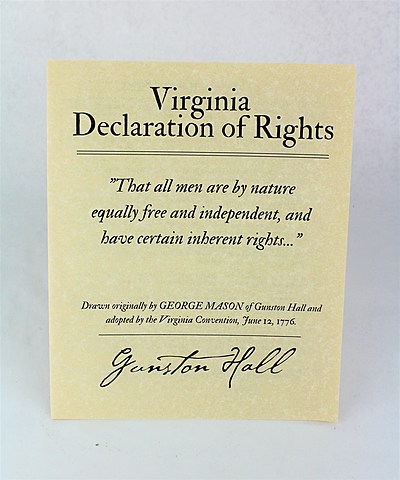 Virginia
Declaration of Rights
"That all men are by nature
equally free and independent, and
have certain inherent rights..."
Drawn originally by GEORGE MASON of Gunston Hall and
adopted by the Virginia Convention, June 12, 1776.
Gunston Hall